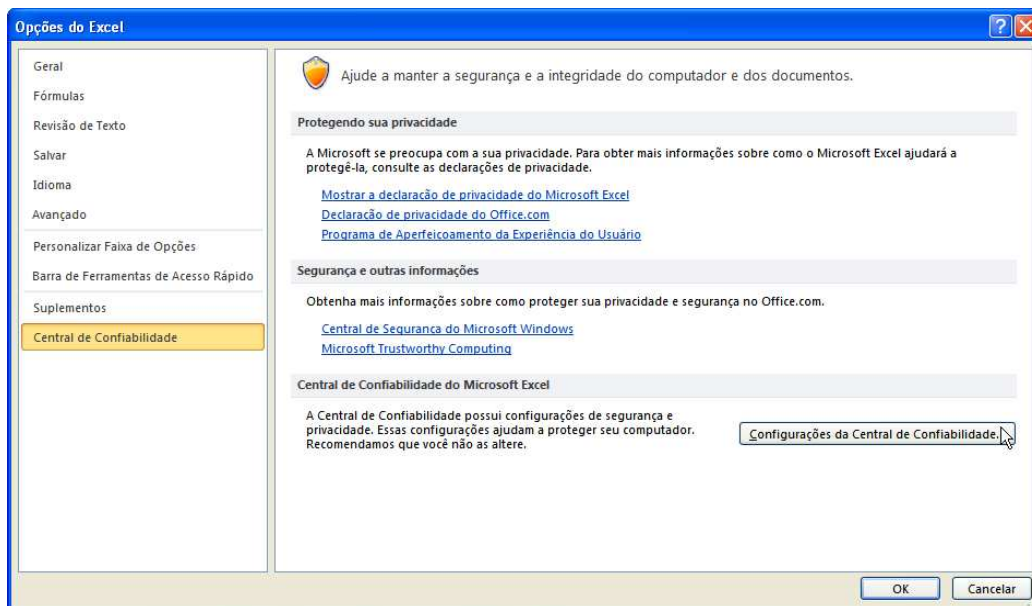 Opções do Excel
Geral
Fórmulas
Revisão de Texto
Salvar
Idioma
Avançado
Personalizar Faixa de Opções
Barra de Ferramentas de Acesso Rápido
Suplementos
Central de Confiabilidade
Ajude a manter a segurança e a integridade do computador e dos documentos.
Protegendo sua privacidade
A Microsoft se preocupa com a sua privacidade. Para obter mais informações sobre como o Microsoft Excel ajudará a
protegê-la, consulte as declarações de privacidade.
Mostrar a declaração de privacidade do Microsoft Excel
Declaração de privacidade do Office.com
Programa de Aperfeiçoamento da Experiência do Usuário
Segurança e outras informações
Obtenha mais informações sobre como proteger sua privacidade e segurança no Office.com.
Central de Segurança do Microsoft Windows
Microsoft Trustworthy Computing
Central de Confiabilidade do Microsoft Excel
A Central de Confiabilidade possui configurações de segurança e
privacidade. Essas configurações ajudam a proteger seu computador.
Recomendamos que você não as altere.
Configurações da Central de Confiabilidade.
OK
Cancelar